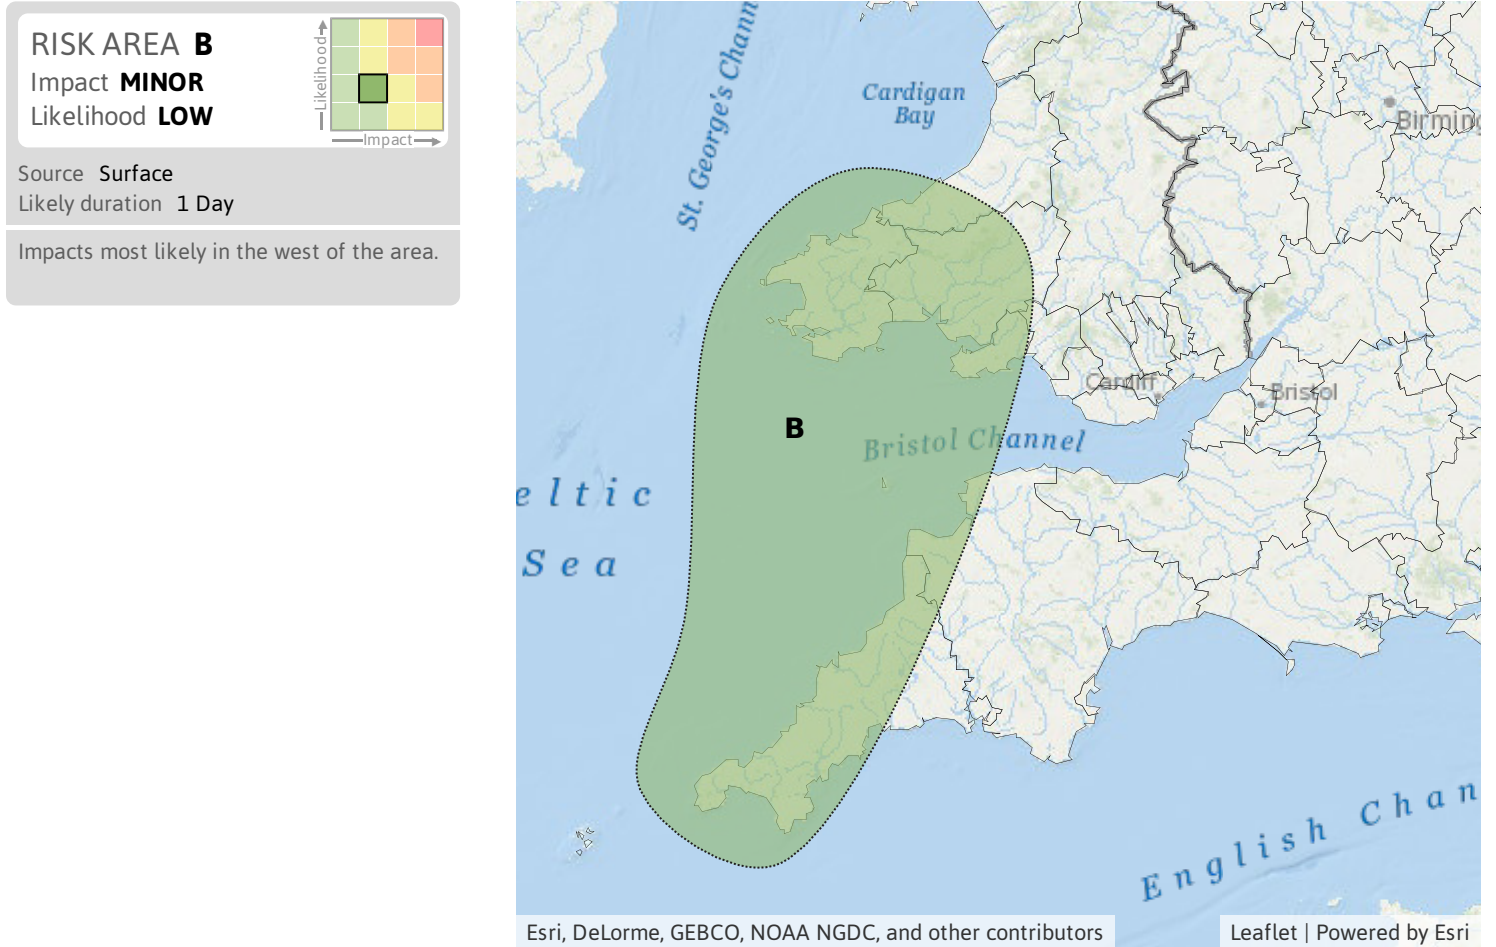 RISK AREA B
Impact MINOR
Likelihood LOW
Likelihood
Impact
Source Surface
Likely duration 1 Day
Impacts most likely in the west of the area.
St. George's Chann
Cardigan
Bay
Birming
Cardiff
Bristol
B
Bristol Channel
eltic
Sea
English Chan
Esri, DeLorme, GEBCO, NOAA NGDC, and other contributors
Leaflet | Powered by Esri